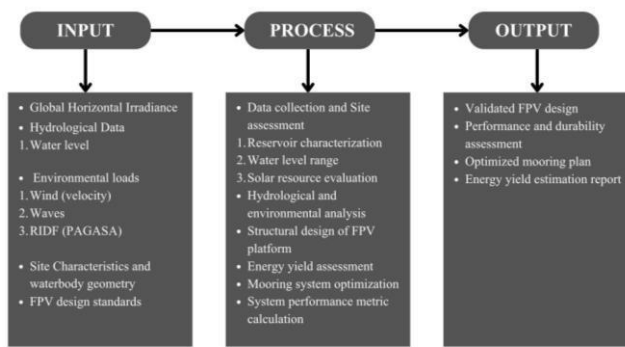 INPUT
PROCESS
OUTPUT
• Global Horizontal Irradiance
• Hydrological Data
1. Water level
• Environmental loads
1. Wind (velocity)
2. Waves
3. RIDF (PAGASA)
• Site Characteristics and
waterbody geometry
• FPV design standards
• Data collection and Site
assessment
1. Reservoir characterization
2. Water level range
3. Solar resource evaluation
• Hydrological and
environmental analysis
• Structural design of FPV
platform
• Energy yield assessment
• Mooring system optimization
• System performance metric
calculation
• Validated FPV design
• Performance and durability
assessment
• Optimized mooring plan
• Energy yield estimation report